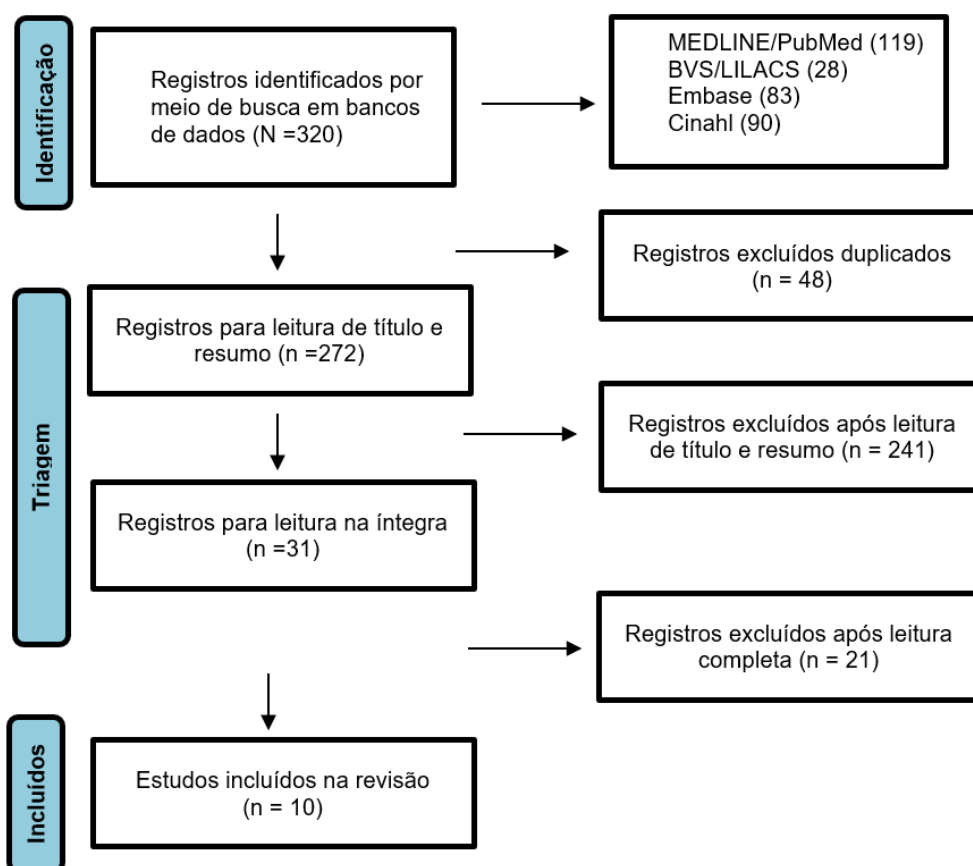 Identificação
Registros identificados por
meio de busca em bancos
de dados (N =320)
MEDLINE/PubMed (119)
BVS/LILACS (28)
Embase (83)
Cinahl (90)
Registros excluídos duplicados
(n = 48)
Triagem
Registros para leitura de título e
resumo (n =272)
Registros excluídos após leitura
de título e resumo (n = 241)
Registros para leitura na íntegra
(n =31)
Registros excluídos após leitura
completa (n = 21)
Incluídos
Estudos incluídos na revisão
(n = 10)